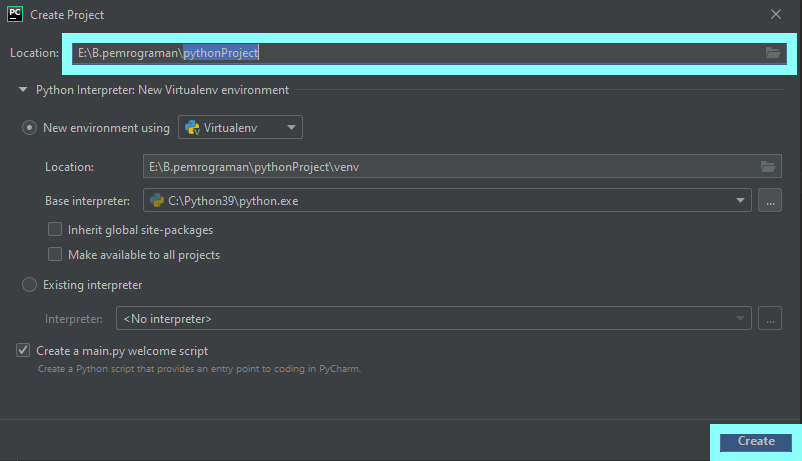 PC Create Project
Location: E:\B.pemrograman\pythonProject
Python Interpreter: New Virtualenv environment
New environment using Virtualenv
Location: E:\B.pemrograman\pythonProject\venv
Base interpreter: C:\Python39\python.exe ...
Inherit global site-packages
Make available to all projects
Existing interpreter
Interpreter: <No interpreter> ...
Create a main.py welcome script
Create a Python script that provides an entry point to coding in PyCharm.
Create